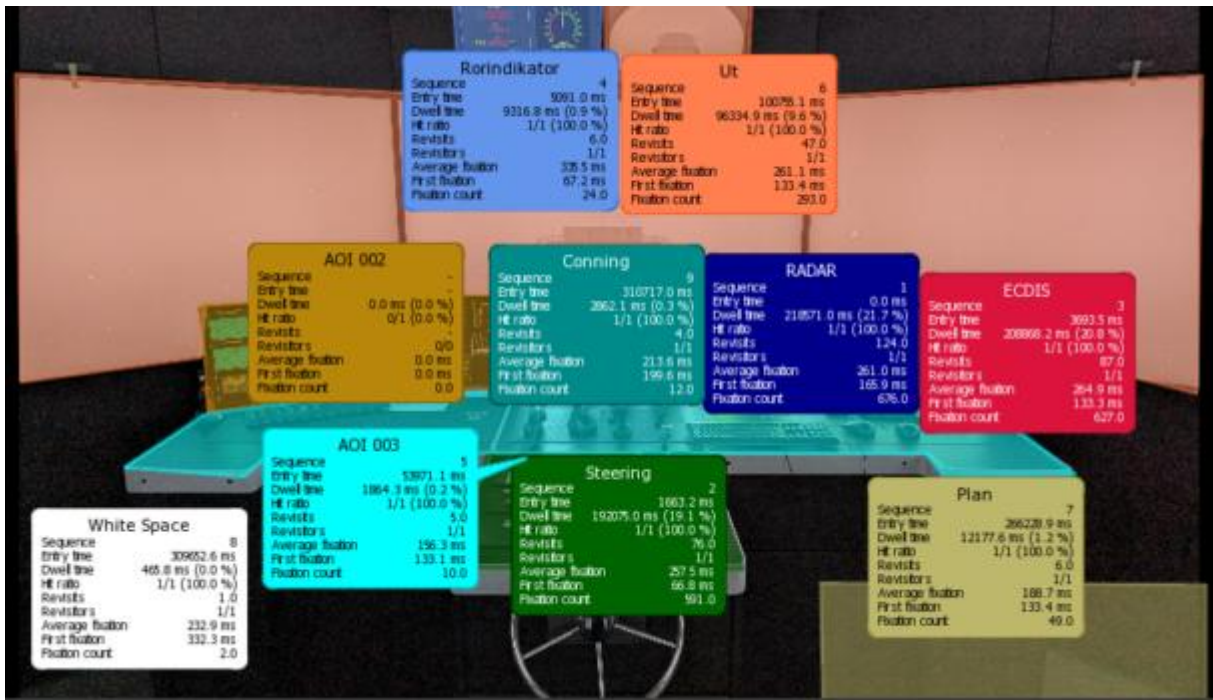 Rorindikator
Sequence 4
Entry time 5091.0 ms
Dwell time 9316.8 ms (0.9 %)
Hit ratio 1/1 (100.0 %)
Revisits 6.0
Revisitors 1/1
Average fixation 335.5 ms
First fixation 67.2 ms
Fixation count 24.0
Ut
Sequence 6
Entry time 100755.1 ms
Dwell time 96334.9 ms (9.6 %)
Hit ratio 1/1 (100.0 %)
Revisits 47.0
Revisitors 1/1
Average fixation 261.1 ms
First fixation 133.4 ms
Fixation count 293.0
AOI 002
Sequence -
Entry time -
Dwell time 0.0 ms (0.0 %)
Hit ratio 0/1 (0.0 %)
Revisits -
Revisitors 0/0
Average fixation 0.0 ms
First fixation 0.0 ms
Fixation count 0.0
Conning
Sequence 9
Entry time 310717.0 ms
Dwell time 2862.1 ms (0.3 %)
Hit ratio 1/1 (100.0 %)
Revisits 4.0
Revisitors 1/1
Average fixation 213.6 ms
First fixation 199.6 ms
Fixation count 12.0
RADAR
Sequence 1
Entry time 0.0 ms
Dwell time 218571.0 ms (21.7 %)
Hit ratio 1/1 (100.0 %)
Revisits 124.0
Revisitors 1/1
Average fixation 261.0 ms
First fixation 165.9 ms
Fixation count 676.0
ECDIS
Sequence 3
Entry time 3693.5 ms
Dwell time 208868.2 ms (20.8 %)
Hit ratio 1/1 (100.0 %)
Revisits 87.0
Revisitors 1/1
Average fixation 264.9 ms
First fixation 133.3 ms
Fixation count 627.0
AOI 003
Sequence 5
Entry time 53971.1 ms
Dwell time 1864.3 ms (0.2 %)
Hit ratio 1/1 (100.0 %)
Revisits 5.0
Revisitors 1/1
Average fixation 156.3 ms
First fixation 133.1 ms
Fixation count 10.0
Steering
Sequence 2
Entry time 1663.2 ms
Dwell time 192075.0 ms (19.1 %)
Hit ratio 1/1 (100.0 %)
Revisits 76.0
Revisitors 1/1
Average fixation 257.5 ms
First fixation 66.8 ms
Fixation count 591.0
Plan
Sequence 7
Entry time 266228.9 ms
Dwell time 12177.6 ms (1.2 %)
Hit ratio 1/1 (100.0 %)
Revisits 6.0
Revisitors 1/1
Average fixation 188.7 ms
First fixation 133.4 ms
Fixation count 49.0
White Space
Sequence 8
Entry time 309652.6 ms
Dwell time 465.8 ms (0.0 %)
Hit ratio 1/1 (100.0 %)
Revisits 1.0
Revisitors 1/1
Average fixation 232.9 ms
First fixation 332.3 ms
Fixation count 2.0